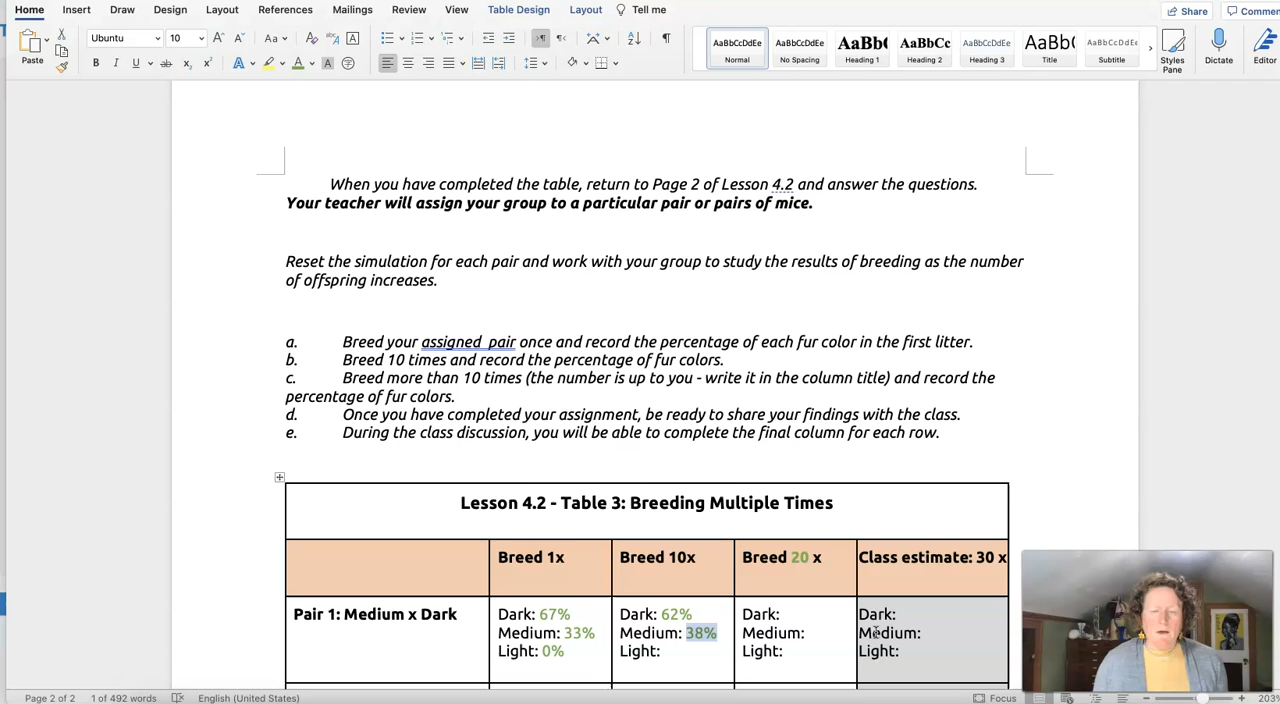 Home Insert Draw Design Layout References Mailings Review View Table Design Layout Tell me
Share Comme
Paste
Ubuntu 10
AaBbCcDdEe AaBbCcDdEe AaBb( AaBbCc AaBbCcDdEe AaBb( AaBbCcDdEe
Normal No Spacing Heading 1 Heading 2 Heading 3 Title Subtitle
Styles Pane
Dictate
Editor
When you have completed the table, return to Page 2 of Lesson 4.2 and answer the questions.
Your teacher will assign your group to a particular pair or pairs of mice.
Reset the simulation for each pair and work with your group to study the results of breeding as the number
of offspring increases.
a. Breed your assigned pair once and record the percentage of each fur color in the first litter.
b. Breed 10 times and record the percentage of fur colors.
c. Breed more than 10 times (the number is up to you - write it in the column title) and record the
percentage of fur colors.
d. Once you have completed your assignment, be ready to share your findings with the class.
e. During the class discussion, you will be able to complete the final column for each row.
Lesson 4.2 - Table 3: Breeding Multiple Times
Breed 1x Breed 10x Breed 20 x Class estimate: 30 x
Pair 1: Medium x Dark Dark: 67% Dark: 62% Dark: Dark:
Medium: 33% Medium: 38% Medium: Medium:
Light: 0% Light: Light: Light:
Page 2 of 2 1 of 492 words English (United States) Focus 203%